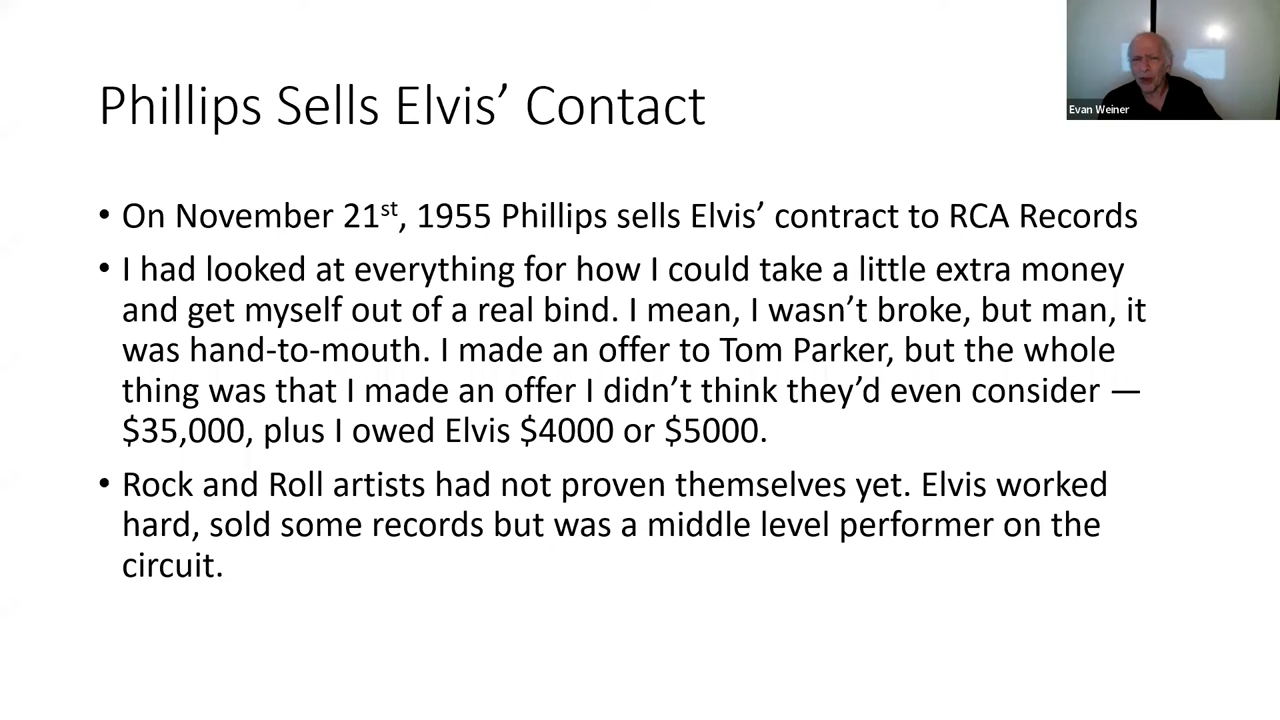 Phillips Sells Elvis’ Contact
Evan Weiner
• On November 21st, 1955 Phillips sells Elvis’ contract to RCA Records
• I had looked at everything for how I could take a little extra money
and get myself out of a real bind. I mean, I wasn’t broke, but man, it
was hand-to-mouth. I made an offer to Tom Parker, but the whole
thing was that I made an offer I didn’t think they’d even consider —
$35,000, plus I owed Elvis $4000 or $5000.
• Rock and Roll artists had not proven themselves yet. Elvis worked
hard, sold some records but was a middle level performer on the
circuit.